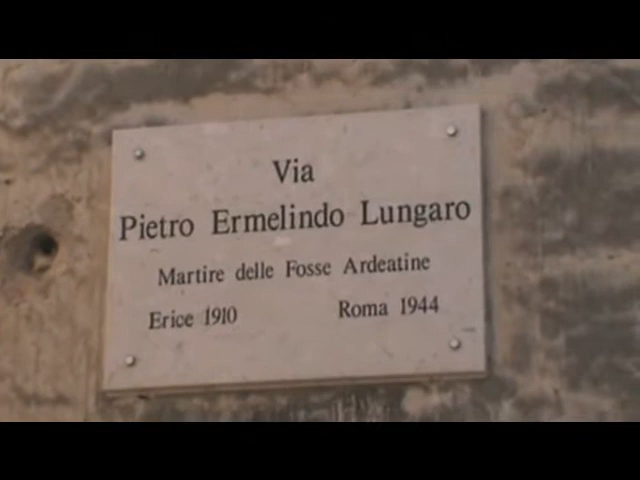 Via
Pietro Ermelindo Lungaro
Martire delle Fosse Ardeatine
Erice 1910 Roma 1944